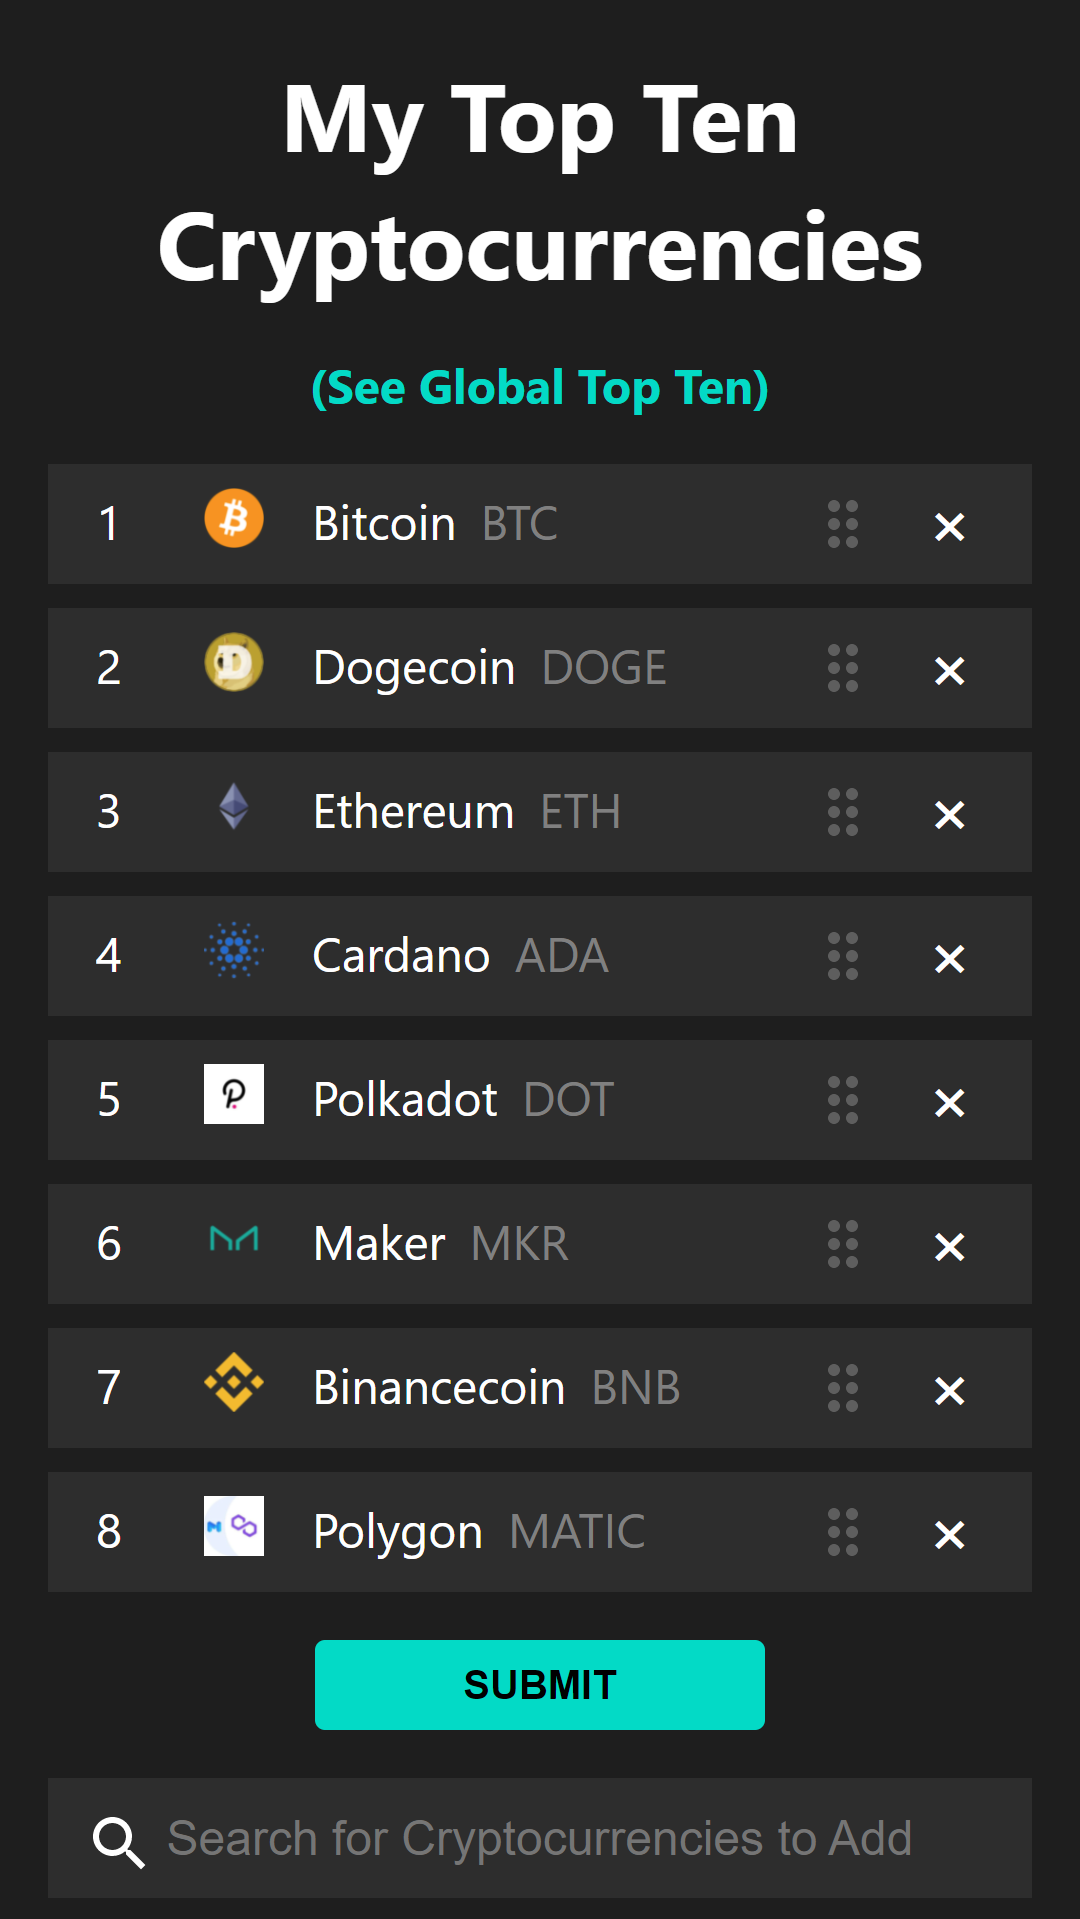 My Top Ten
Cryptocurrencies
(See Global Top Ten)
1 Bitcoin BTC
2 Dogecoin DOGE
3 Ethereum ETH
4 Cardano ADA
5 Polkadot DOT
6 Maker MKR
7 Binancecoin BNB
8 Polygon MATIC
SUBMIT
Search for Cryptocurrencies to Add